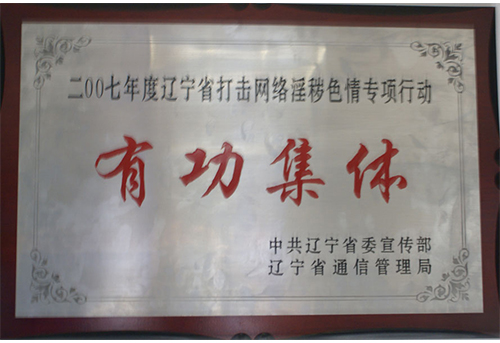 二00七年度辽宁省打击网络淫秽色情专项行动
有功集体
中共辽宁省委宣传部
辽宁省通信管理局